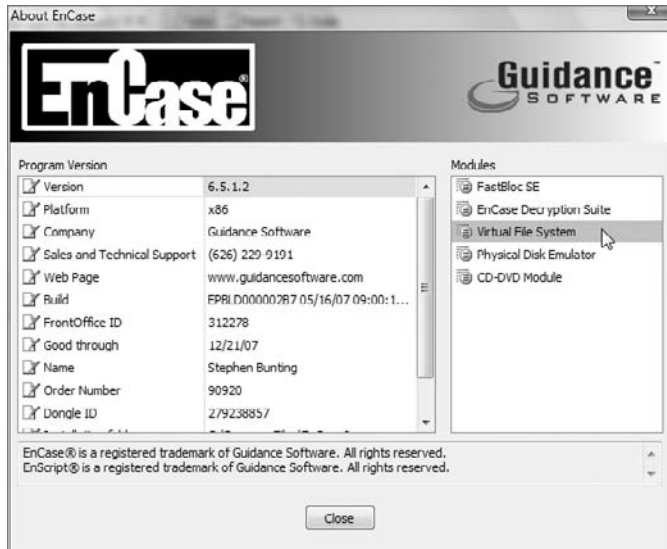 About EnCase
EnCase®
Guidance™
SOFTWARE
Program Version
Version 6.5.1.2
Platform x86
Company Guidance Software
Sales and Technical Support (626) 229-9191
Web Page www.guidancesoftware.com
Build 05/16/07 09:00:1...
FrontOffice ID 312278
Good through 12/21/07
Name Stephen Bunting
Order Number 90920
Dongle ID 279238857
Modules
FastBloc SE
EnCase Decryption Suite
Virtual File System
Physical Disk Emulator
CD-DVD Module
EnCase® is a registered trademark of Guidance Software. All rights reserved.
EnScript® is a registered trademark of Guidance Software. All rights reserved.
Close